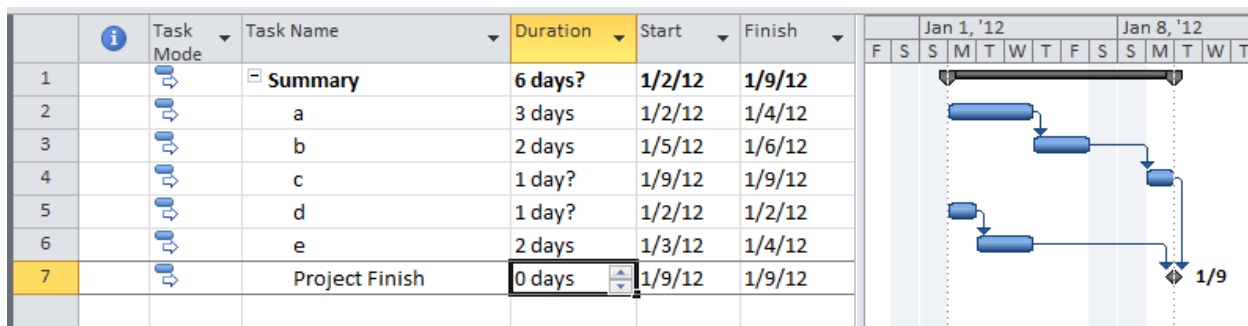 Task Mode Task Name Duration Start Finish
Jan 1, '12 Jan 8, '12
F S S M T W T F S S M T W T
1 Summary 6 days? 1/2/12 1/9/12
2 a 3 days 1/2/12 1/4/12
3 b 2 days 1/5/12 1/6/12
4 c 1 day? 1/9/12 1/9/12
5 d 1 day? 1/2/12 1/2/12
6 e 2 days 1/3/12 1/4/12
7 Project Finish 0 days 1/9/12 1/9/12 1/9